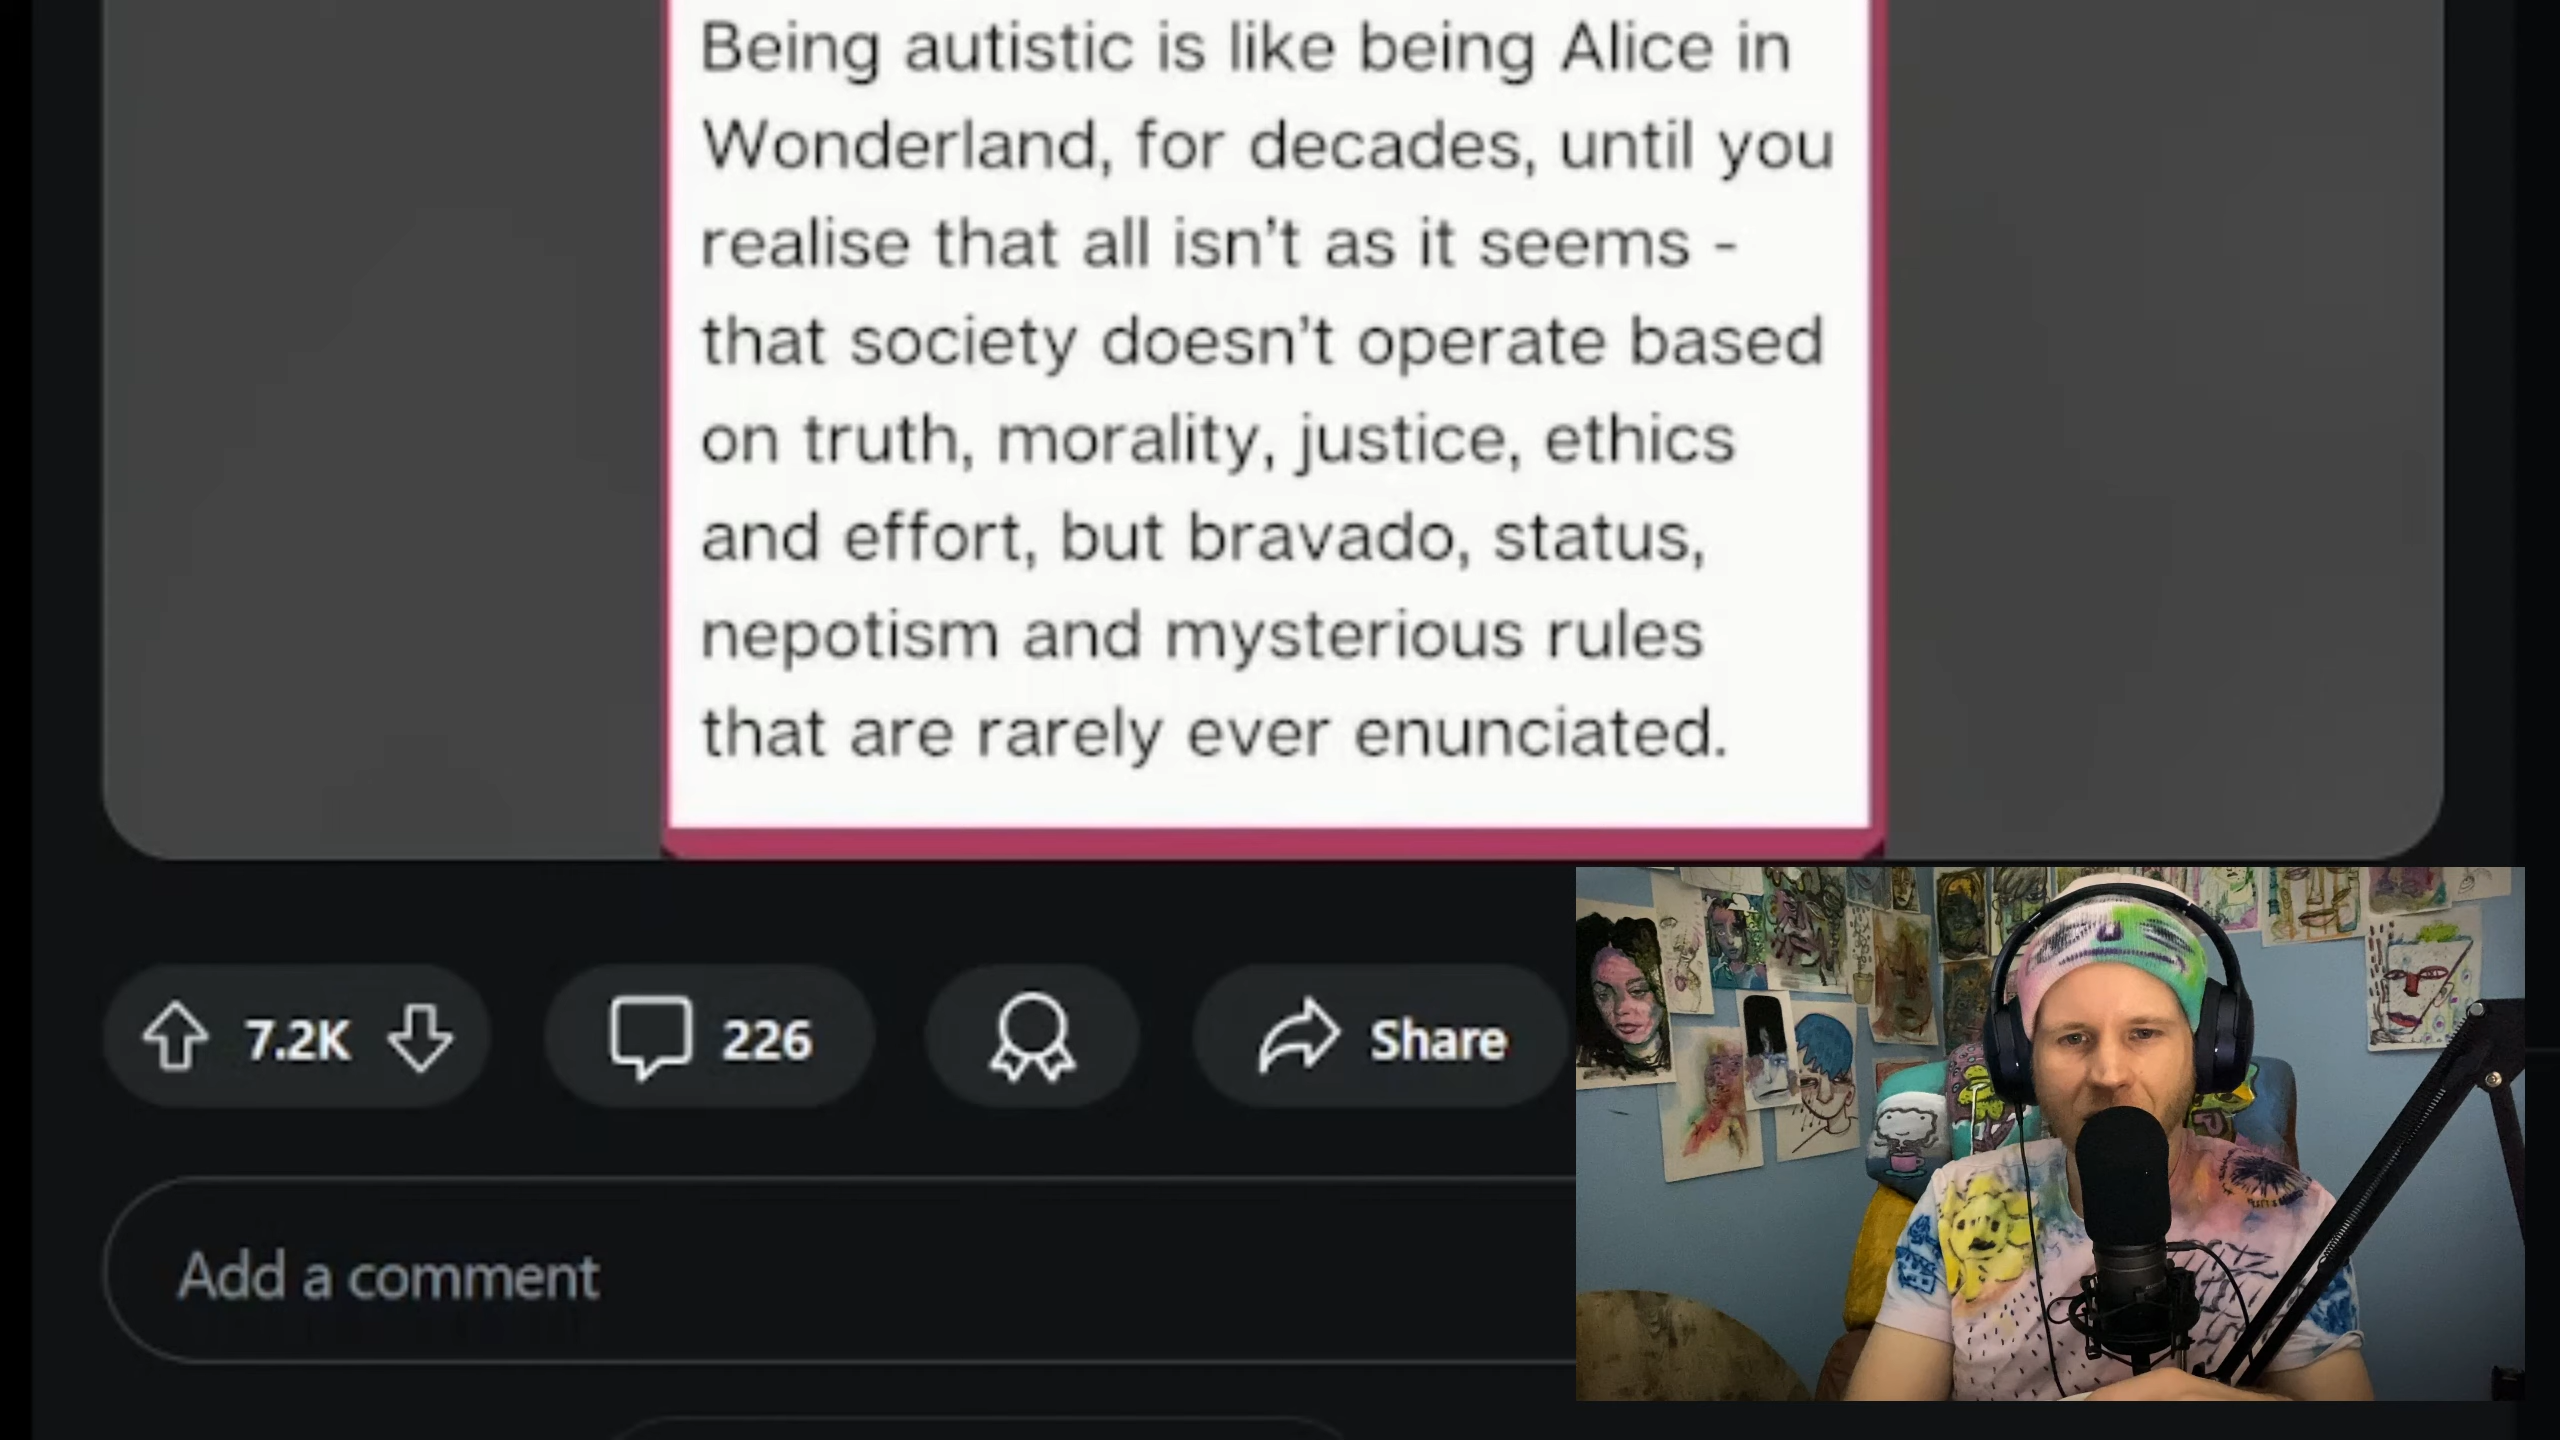 Being autistic is like being Alice in
Wonderland, for decades, until you
realise that all isn't as it seems -
that society doesn't operate based
on truth, morality, justice, ethics
and effort, but bravado, status,
nepotism and mysterious rules
that are rarely ever enunciated.
7.2K
226
Share
Add a comment